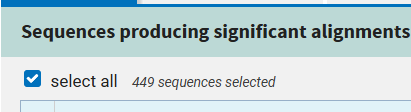 Sequences producing significant alignments
select all 449 sequences selected